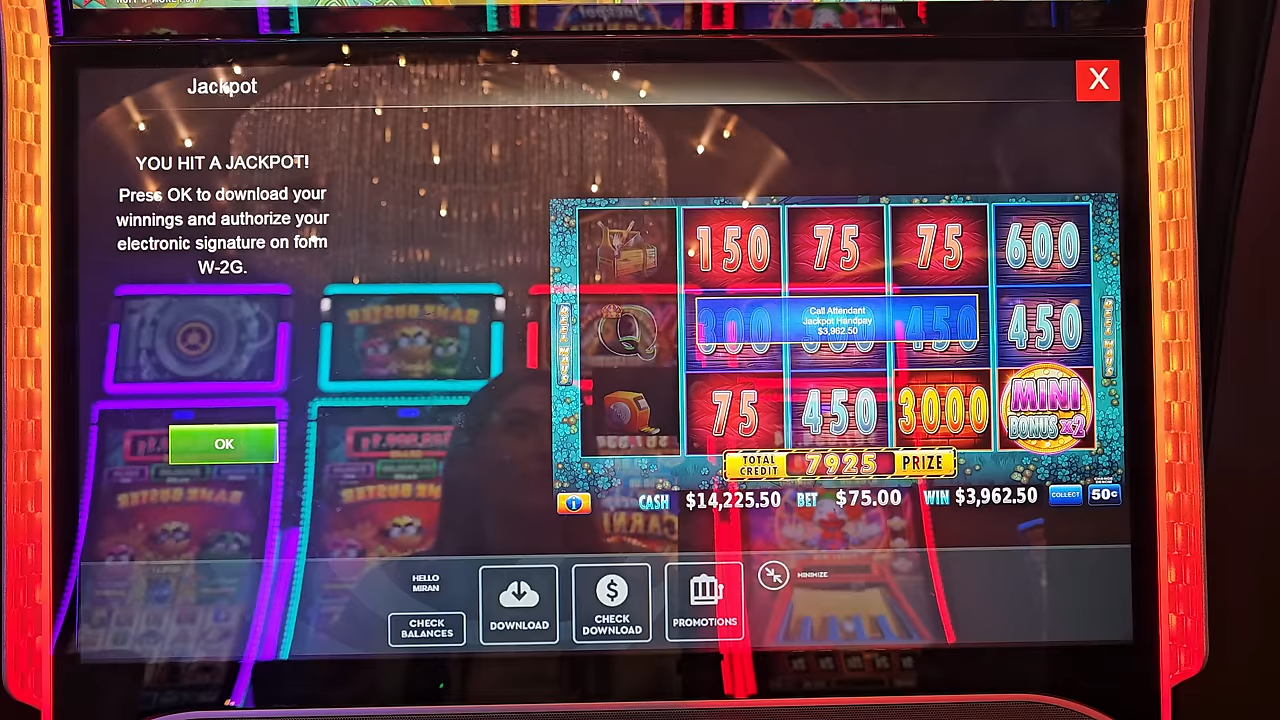 Jackpot
X
YOU HIT A JACKPOT!
Press OK to download your
winnings and authorize your
electronic signature on form
W-2G.
OK
150 75 75 600
Call Attendant
Jackpot Handpay
$3,962.50
300 450 450
Q
75 450 3000 MINI
BONUS X2
TOTAL
CREDIT 7925 PRIZE
CASH $14,225.50 BET $75.00 WIN $3,962.50 COLLECT 50¢
HELLO
MIRAN
CHECK
BALANCES
DOWNLOAD
CHECK
DOWNLOAD
PROMOTIONS
MINIMIZE